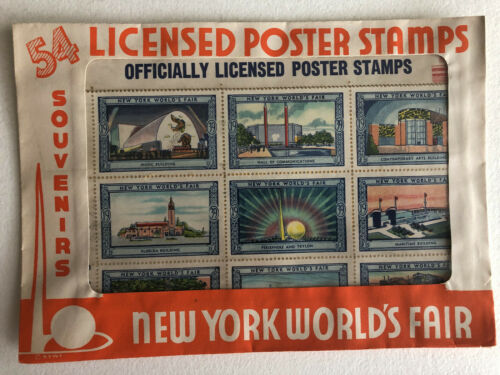 54 LICENSED POSTER STAMPS
OFFICIALLY LICENSED POSTER STAMPS
SOUVENIRS
NEW YORK WORLD'S FAIR
MUSIC BUILDING
NEW YORK WORLD'S FAIR
HALL OF COMMUNICATIONS
NEW YORK WORLD'S FAIR
CONTEMPORARY ARTS BUILDING
NEW YORK WORLD'S FAIR
FLORIDA BUILDING
NEW YORK WORLD'S FAIR
PERISPHERE AND TRYLON
NEW YORK WORLD'S FAIR
MARITIME BUILDING
NEW YORK WORLD'S FAIR
NEW YORK WORLD'S FAIR
NEW YORK WORLD'S FAIR
NEW YORK WORLD'S FAIR